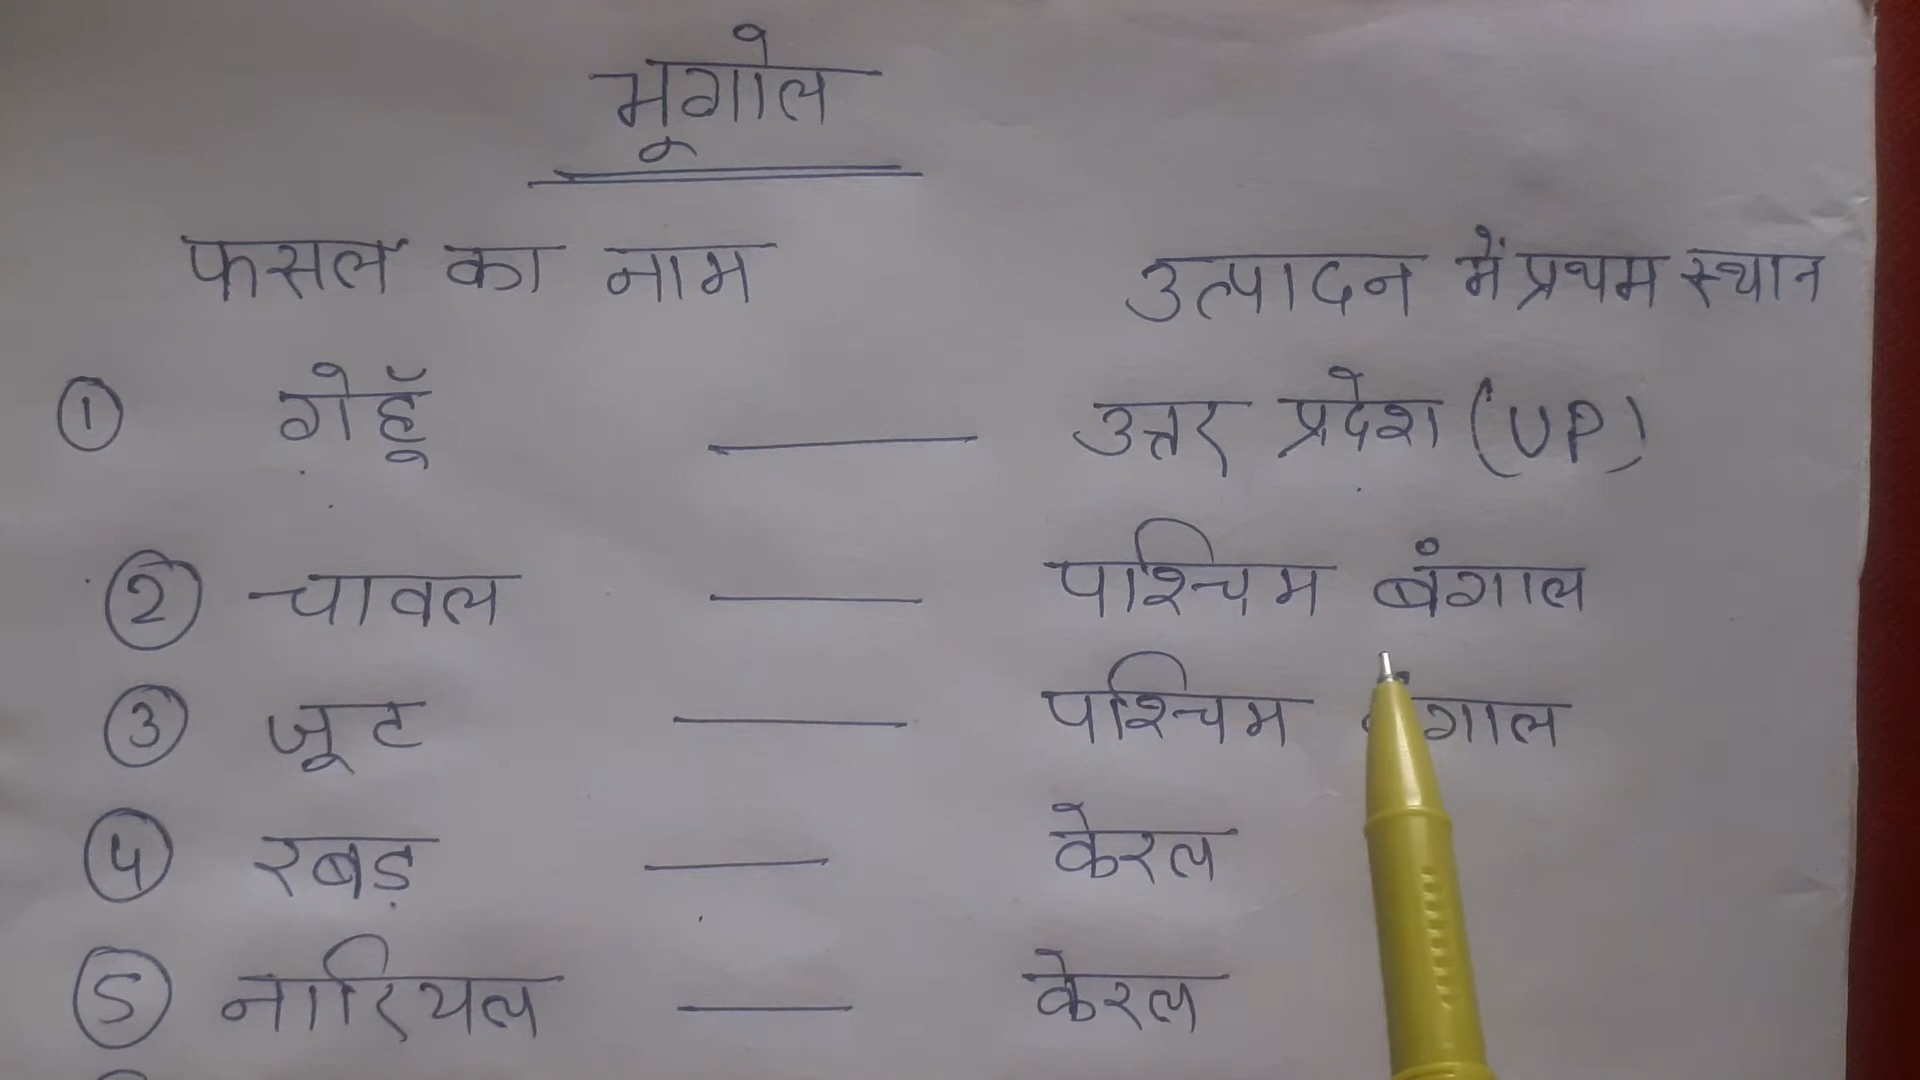 भूगोल
फसल का नाम उत्पादन में प्रथम स्थान
① गेहूँ — उत्तर प्रदेश (UP)
② चावल — पश्चिम बंगाल
③ जूट — पश्चिम बंगाल
④ रबड़ — केरल
⑤ नारियल — केरल